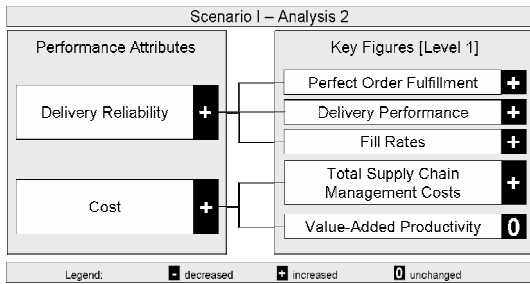 Scenario I – Analysis 2
Performance Attributes
Delivery Reliability +
Cost +
Key Figures [Level 1]
Perfect Order Fulfillment +
Delivery Performance +
Fill Rates +
Total Supply Chain
Management Costs +
Value-Added Productivity 0
Legend: - decreased + increased 0 unchanged